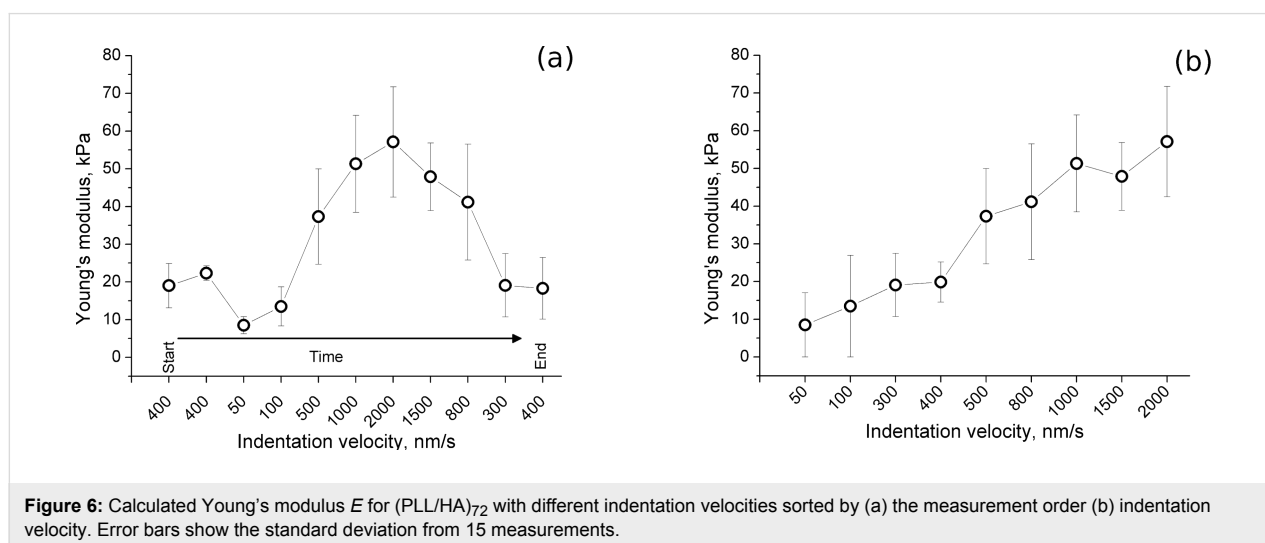 (a)
80
70
60
50
40
30
20
10
0
Young's modulus, kPa
Start
Time
End
400 400 50 100 500 1000 2000 1500 800 300 400
Indentation velocity, nm/s
(b)
80
70
60
50
40
30
20
10
0
Young's modulus, kPa
50 100 300 400 500 800 1000 1500 2000
Indentation velocity, nm/s
Figure 6: Calculated Young’s modulus E for (PLL/HA)72 with different indentation velocities sorted by (a) the measurement order (b) indentation
velocity. Error bars show the standard deviation from 15 measurements.